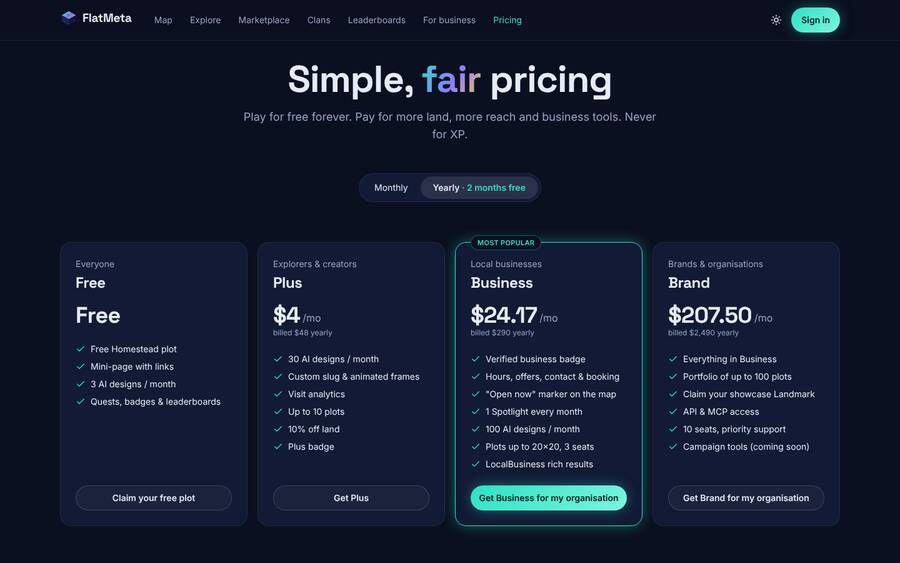 FlatMeta
Map
Explore
Marketplace
Clans
Leaderboards
For business
Pricing
Sign in
Simple, fair pricing
Play for free forever. Pay for more land, more reach and business tools. Never
for XP.
Monthly
Yearly · 2 months free
Everyone
Free
Free
Free Homestead plot
Mini-page with links
3 AI designs / month
Quests, badges & leaderboards
Claim your free plot
Explorers & creators
Plus
$4 /mo
billed $48 yearly
30 AI designs / month
Custom slug & animated frames
Visit analytics
Up to 10 plots
10% off land
Plus badge
Get Plus
MOST POPULAR
Local businesses
Business
$24.17 /mo
billed $290 yearly
Verified business badge
Hours, offers, contact & booking
"Open now" marker on the map
1 Spotlight every month
100 AI designs / month
Plots up to 20×20, 3 seats
LocalBusiness rich results
Get Business for my organisation
Brands & organisations
Brand
$207.50 /mo
billed $2,490 yearly
Everything in Business
Portfolio of up to 100 plots
Claim your showcase Landmark
API & MCP access
10 seats, priority support
Campaign tools (coming soon)
Get Brand for my organisation